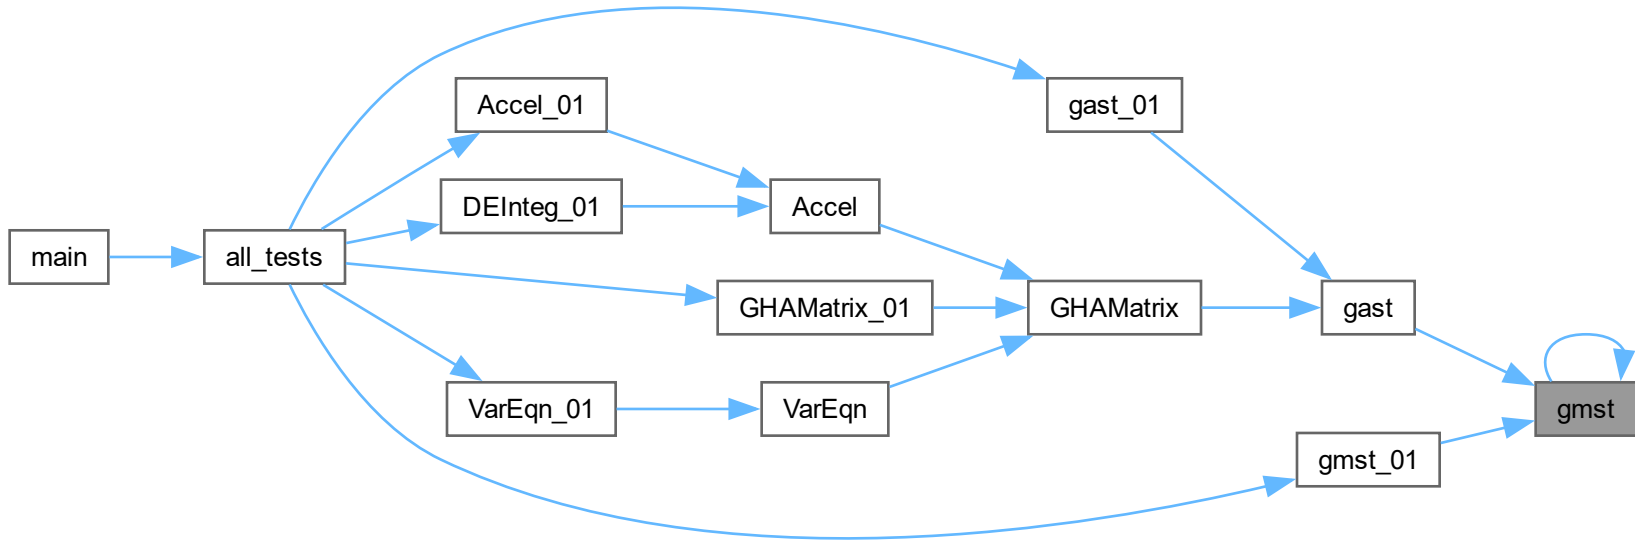 Accel_01
gast_01
DEInteg_01
Accel
main
all_tests
GHAMatrix_01
GHAMatrix
gast
VarEqn_01
VarEqn
gmst
gmst_01